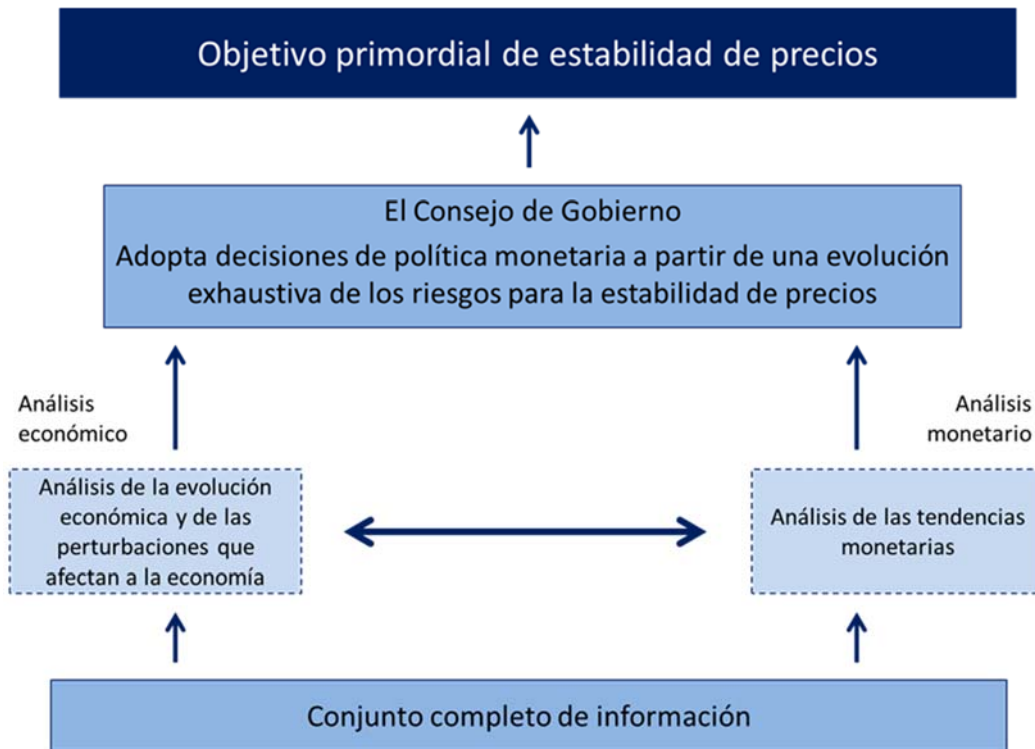 Objetivo primordial de estabilidad de precios
El Consejo de Gobierno
Adopta decisiones de política monetaria a partir de una evolución
exhaustiva de los riesgos para la estabilidad de precios
Análisis
económico
Análisis
monetario
Análisis de la evolución
económica y de las
perturbaciones que
afectan a la economía
Análisis de las tendencias
monetarias
Conjunto completo de información